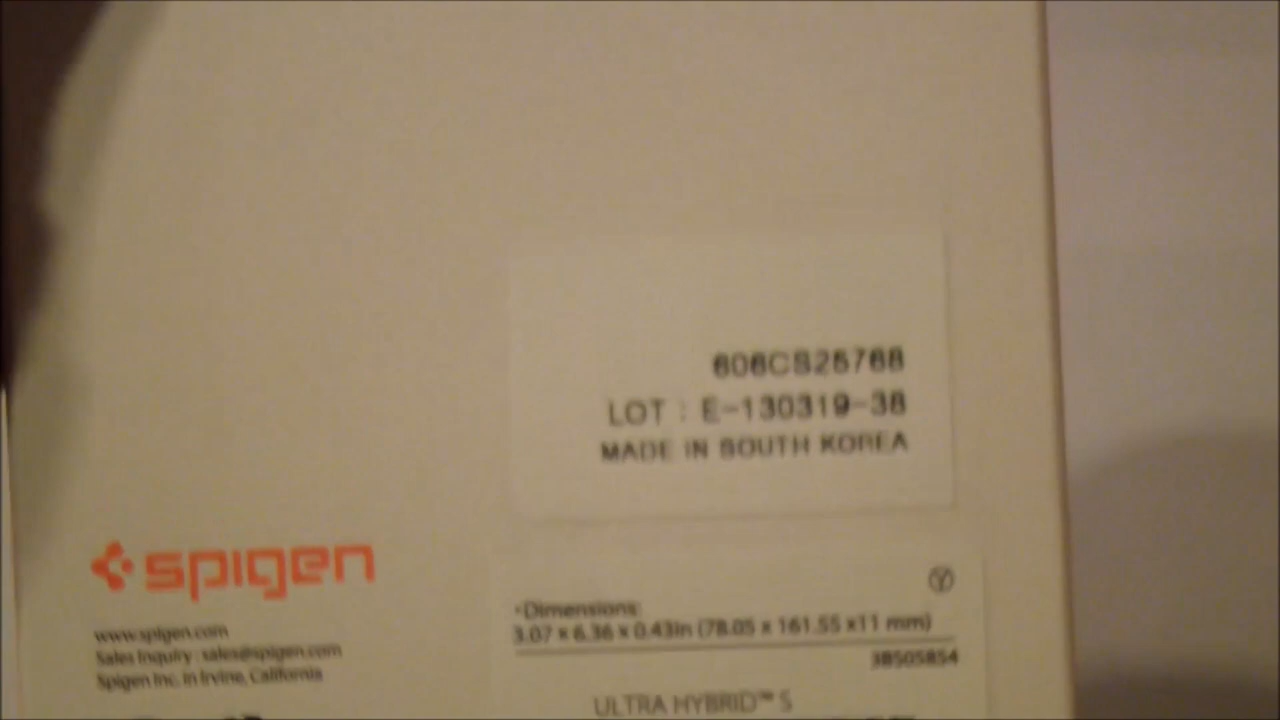 606CS25768
LOT : E-130319-38
MADE IN SOUTH KOREA
spigen
www.spigen.com
Sales Inquiry : sales@spigen.com
Spigen Inc. in Irvine, California
Ⓨ
•Dimensions:
3.07 x 6.36 x 0.43in (78.05 x 161.55 x11 mm)
38505854
ULTRA HYBRID™ S